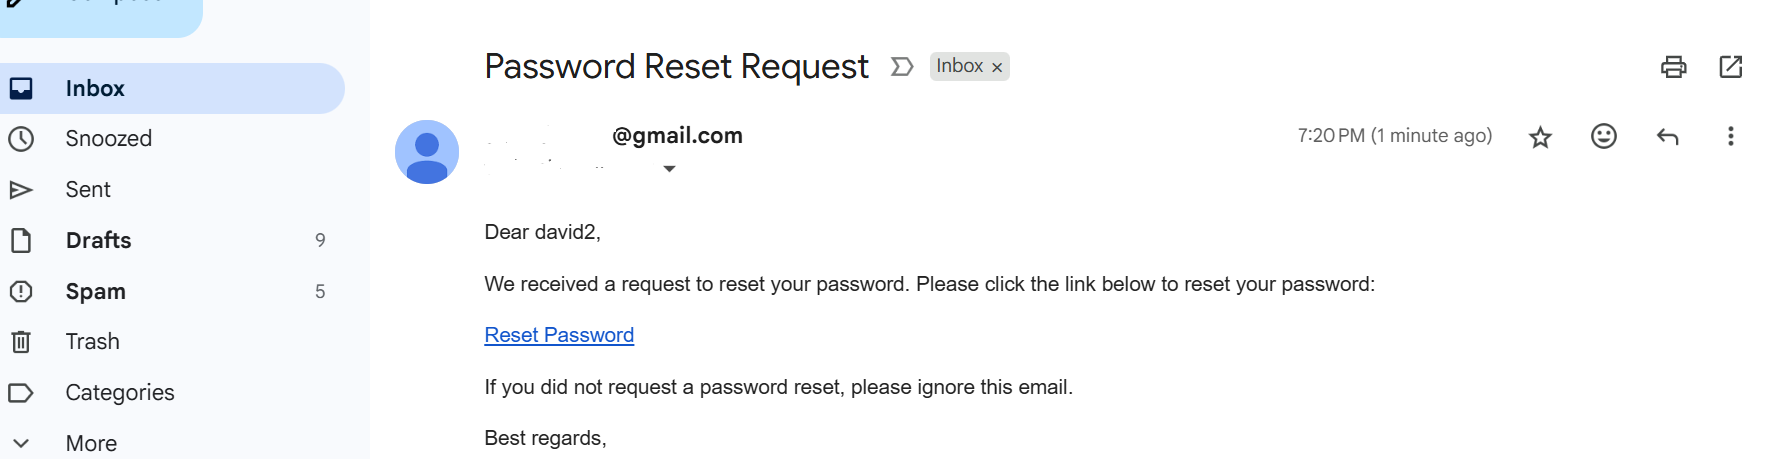 Inbox
Snoozed
Sent
Drafts 9
Spam 5
Trash
Categories
More
Password Reset Request Inbox ×
@gmail.com 7:20 PM (1 minute ago)
Dear david2,
We received a request to reset your password. Please click the link below to reset your password:
Reset Password
If you did not request a password reset, please ignore this email.
Best regards,